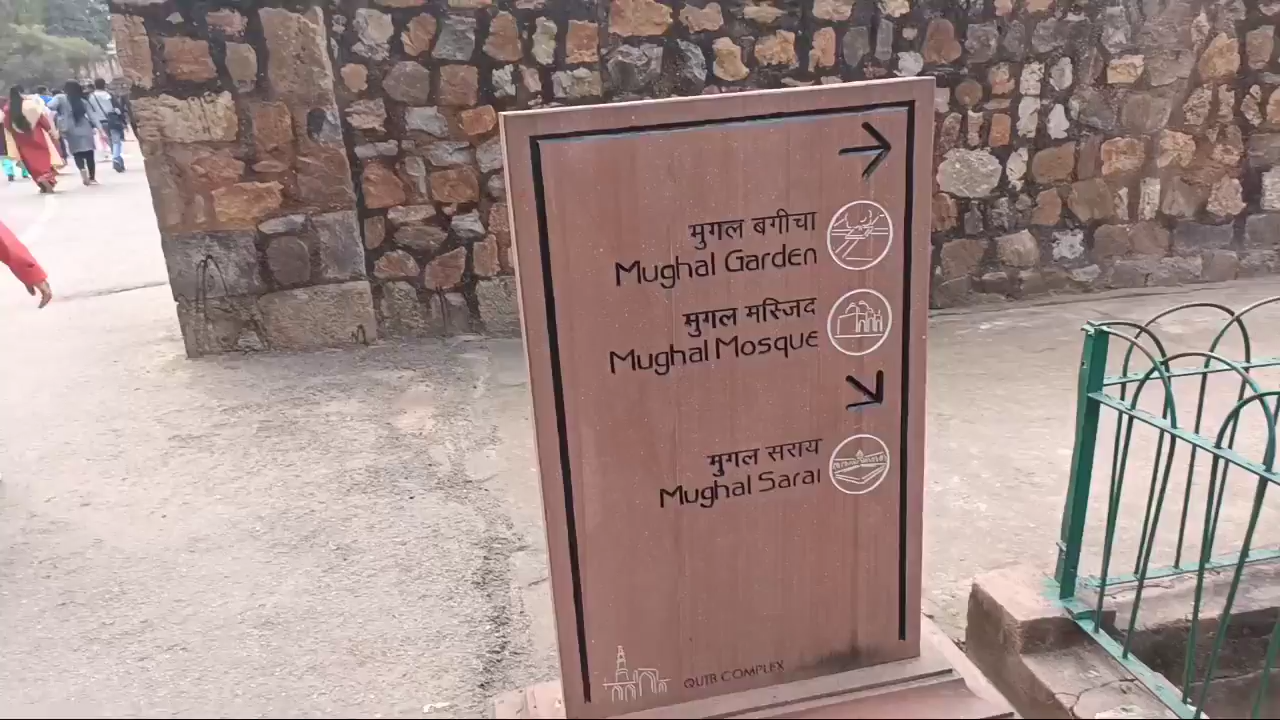 मुगल बगीचा
Mughal Garden
मुगल मस्जिद
Mughal Mosque
मुगल सराय
Mughal Sarai
QUTB COMPLEX